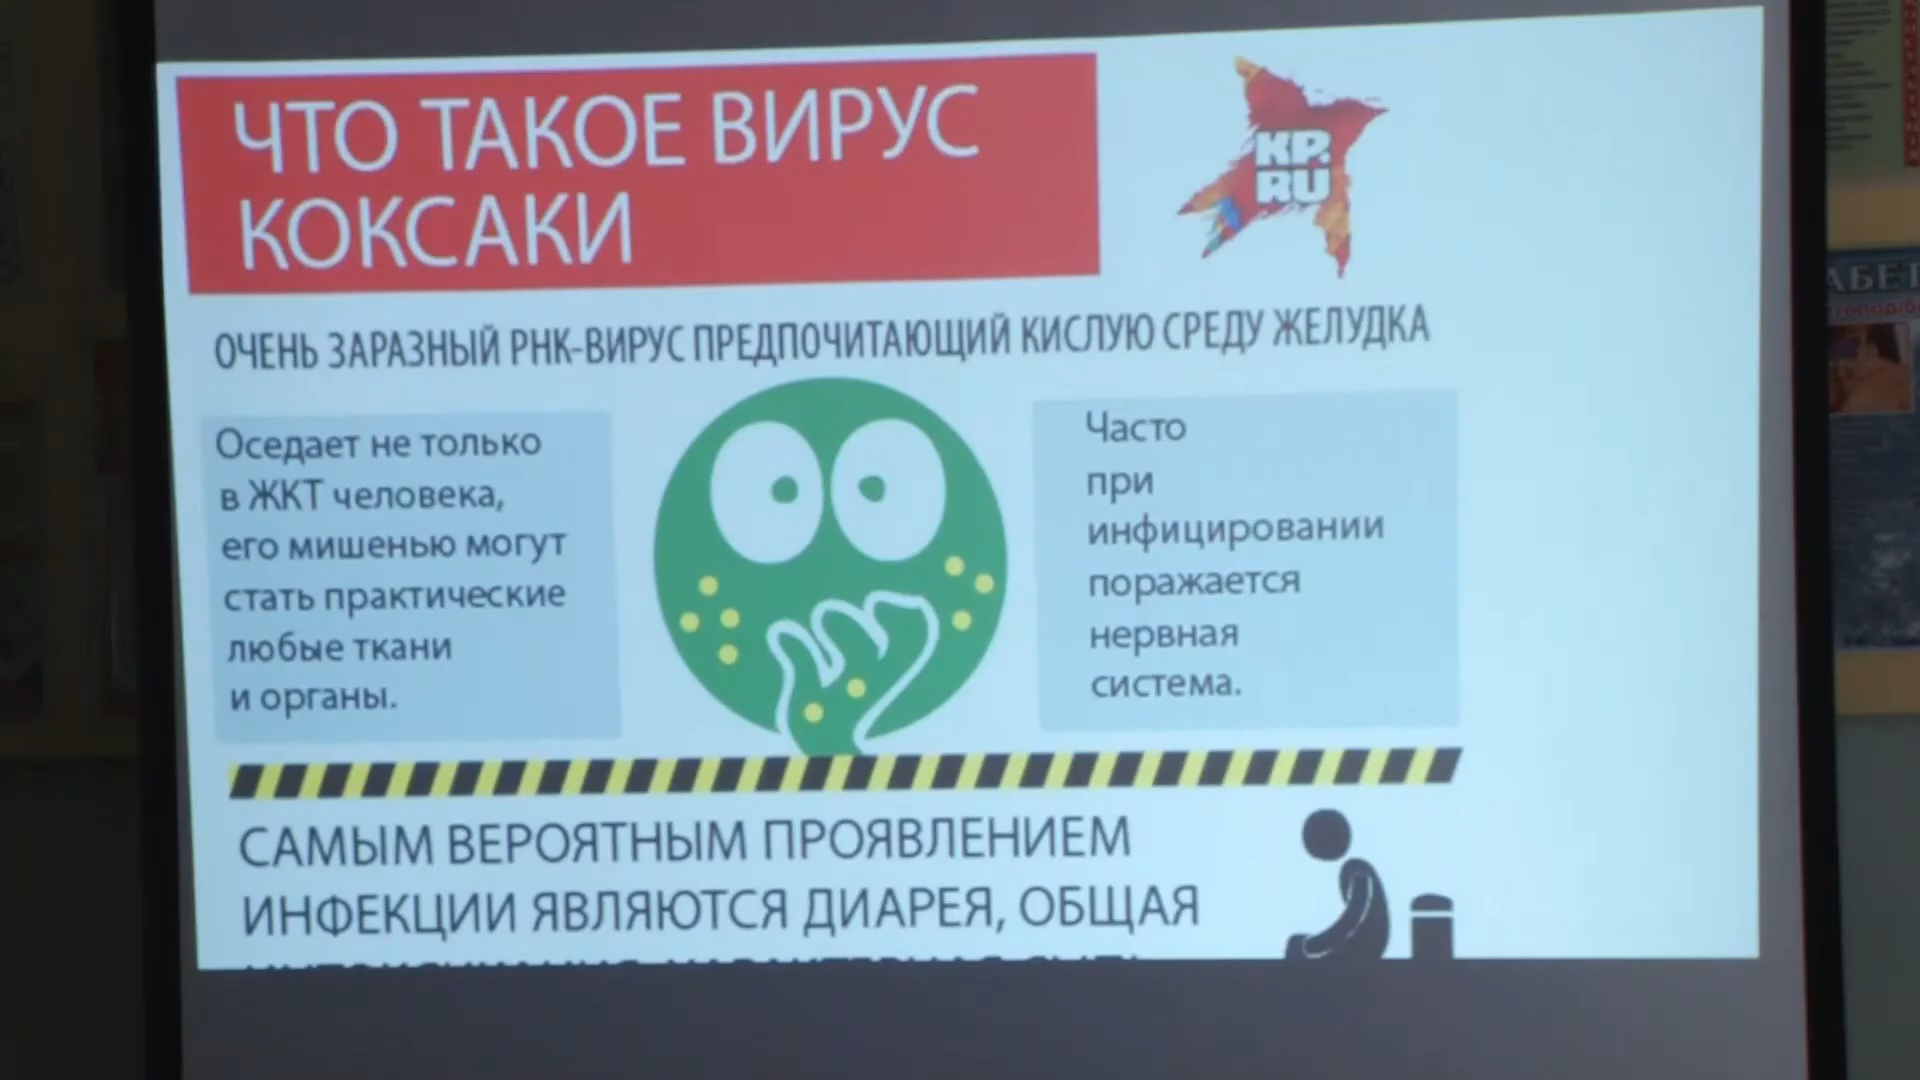 ЧТО ТАКОЕ ВИРУС
КОКСАКИ
KP.
RU
ОЧЕНЬ ЗАРАЗНЫЙ РНК-ВИРУС ПРЕДПОЧИТАЮЩИЙ КИСЛУЮ СРЕДУ ЖЕЛУДКА
Оседает не только
в ЖКТ человека,
его мишенью могут
стать практические
любые ткани
и органы.
Часто
при
инфицировании
поражается
нервная
система.
САМЫМ ВЕРОЯТНЫМ ПРОЯВЛЕНИЕМ
ИНФЕКЦИИ ЯВЛЯЮТСЯ ДИАРЕЯ, ОБЩАЯ